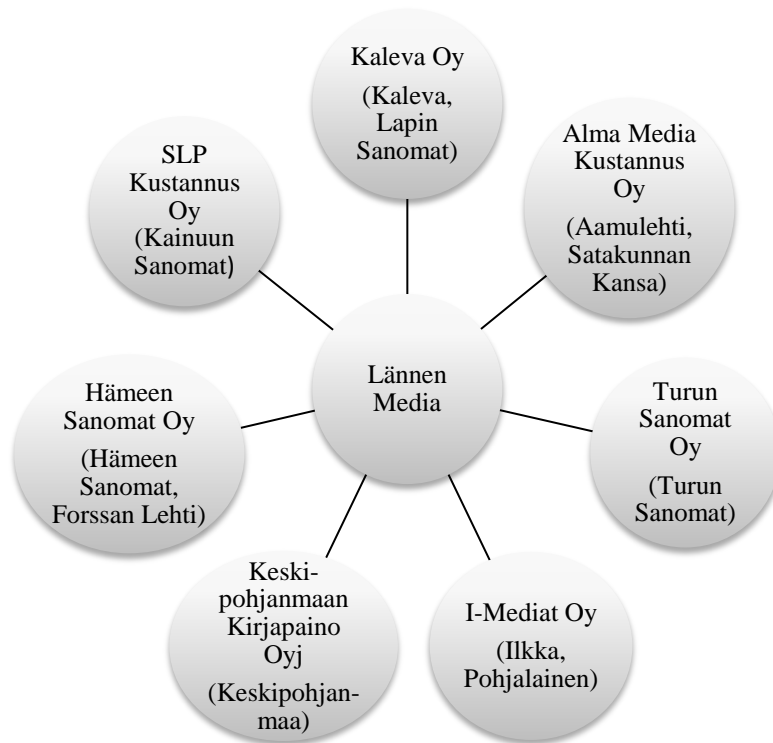 Kaleva Oy
(Kaleva,
Lapin
Sanomat)
Alma Media
Kustannus
Oy
(Aamulehti,
Satakunnan
Kansa)
Turun
Sanomat
Oy
(Turun
Sanomat)
I-Mediat Oy
(Ilkka,
Pohjalainen)
Keski-
pohjanmaan
Kirjapaino
Oyj
(Keskipohjan-
maa)
Hämeen
Sanomat Oy
(Hämeen
Sanomat,
Forssan Lehti)
SLP
Kustannus
Oy
(Kainuun
Sanomat)
Lännen
Media